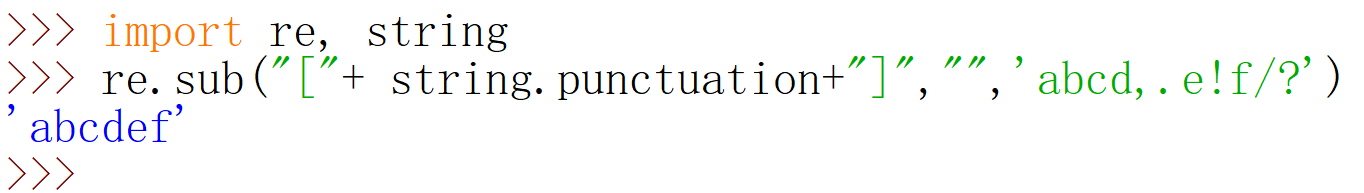 >>> import re, string
>>> re.sub("["+ string.punctuation+"]","",'abcd,.e!f/?')
'abcdef'
>>>